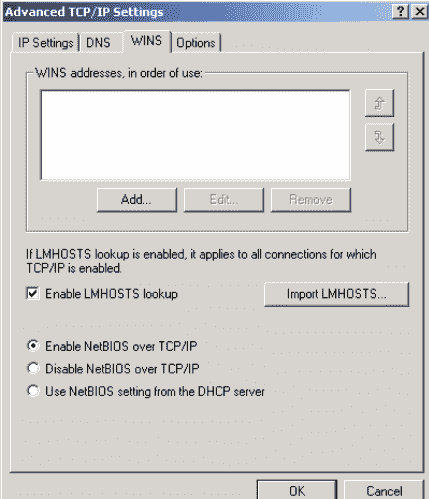 Advanced TCP/IP Settings
IP Settings DNS WINS Options
WINS addresses, in order of use:
Add... Edit... Remove
If LMHOSTS lookup is enabled, it applies to all connections for which
TCP/IP is enabled.
Enable LMHOSTS lookup Import LMHOSTS...
Enable NetBIOS over TCP/IP
Disable NetBIOS over TCP/IP
Use NetBIOS setting from the DHCP server
OK Cancel